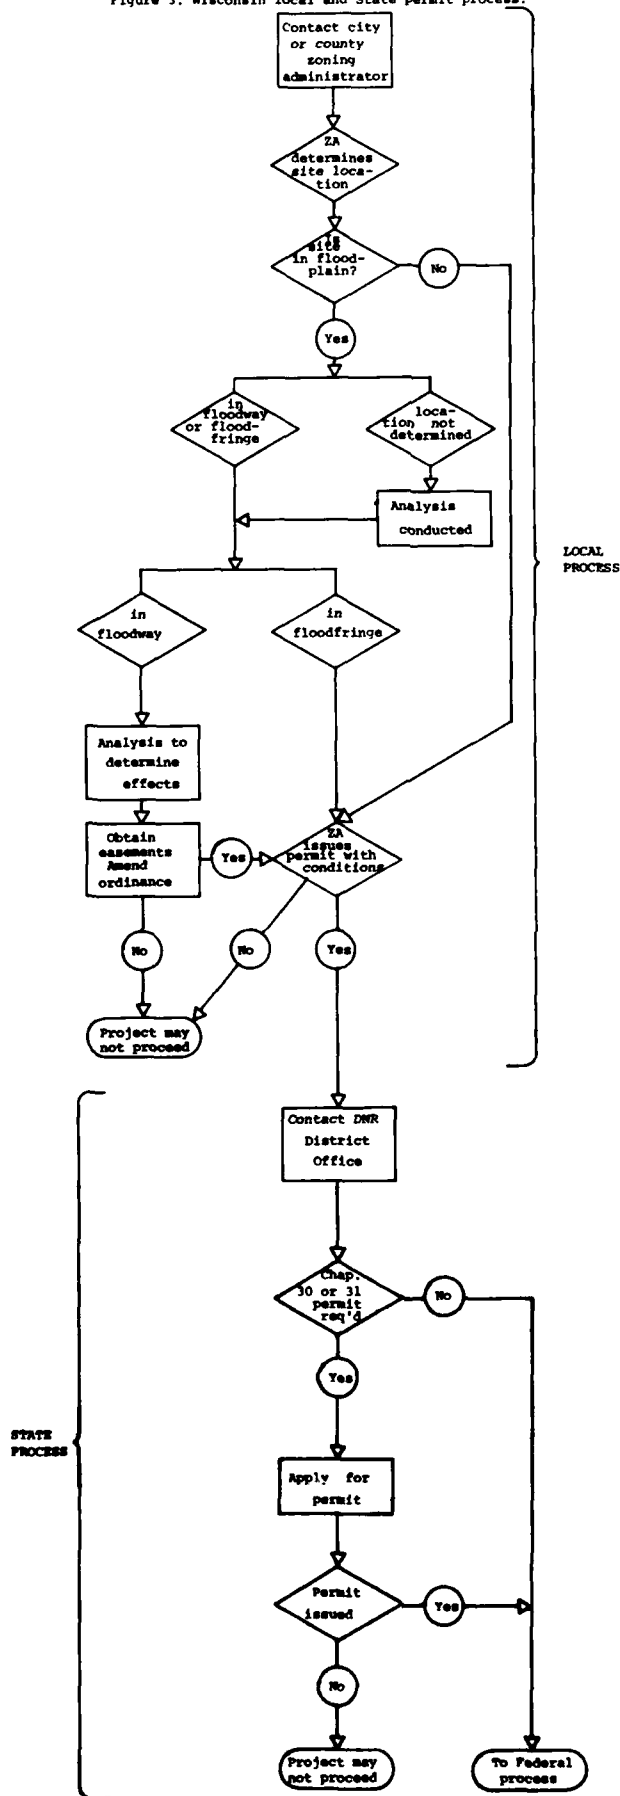 Figure 3. Wisconsin local and State permit process.
Contact city
or county
zoning
administrator
ZA
determines
site loca-
tion
Is
site
in flood-
plain?
No
Yes
in
floodway
or flood-
fringe
loca-
tion not
determined
Analysis
conducted
LOCAL
PROCESS
in
floodway
in
floodfringe
Analysis to
determine
effects
Obtain
easements
Amend
ordinance
Yes
ZA
issues
permit with
conditions
No
No
Yes
Project may
not proceed
Contact DNR
District
Office
Chap.
30 or 31
permit
req'd
No
Yes
STATE
PROCESS
Apply for
permit
Permit
issued
Yes
No
Project may
not proceed
To Federal
process